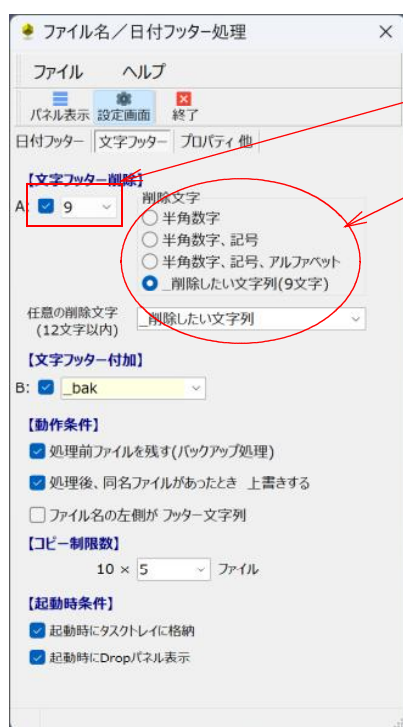 ファイル名／日付フッター処理
ファイル ヘルプ
パネル表示 設定画面 終了
日付フッター 文字フッター プロパティ 他
【文字フッター削除】
A: 9
削除文字
半角数字
半角数字、記号
半角数字、記号、アルファベット
_削除したい文字列(9文字)
任意の削除文字
(12文字以内)
_削除したい文字列
【文字フッター付加】
B: _bak
【動作条件】
処理前ファイルを残す(バックアップ処理)
処理後、同名ファイルがあったとき 上書きする
ファイル名の左側が フッター文字列
【コピー制限数】
10 × 5 ファイル
【起動時条件】
起動時にタスクトレイに格納
起動時にDropパネル表示